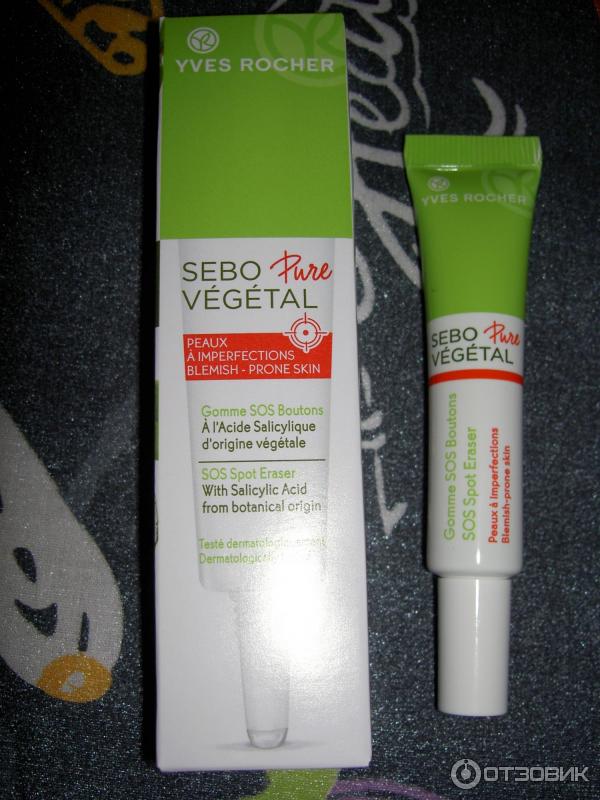 YVES ROCHER
SEBO Pure
VÉGÉTAL
PEAUX
À IMPERFECTIONS
BLEMISH - PRONE SKIN
Gomme SOS Boutons
À l'Acide Salicylique
d'origine végétale
SOS Spot Eraser
With Salicylic Acid
from botanical origin
Testé dermatologiquement
YVES ROCHER
SEBO Pure
VÉGÉTAL
Gomme SOS Boutons
SOS Spot Eraser
Peaux à imperfections
Blemish-prone skin
ОТЗОВИК